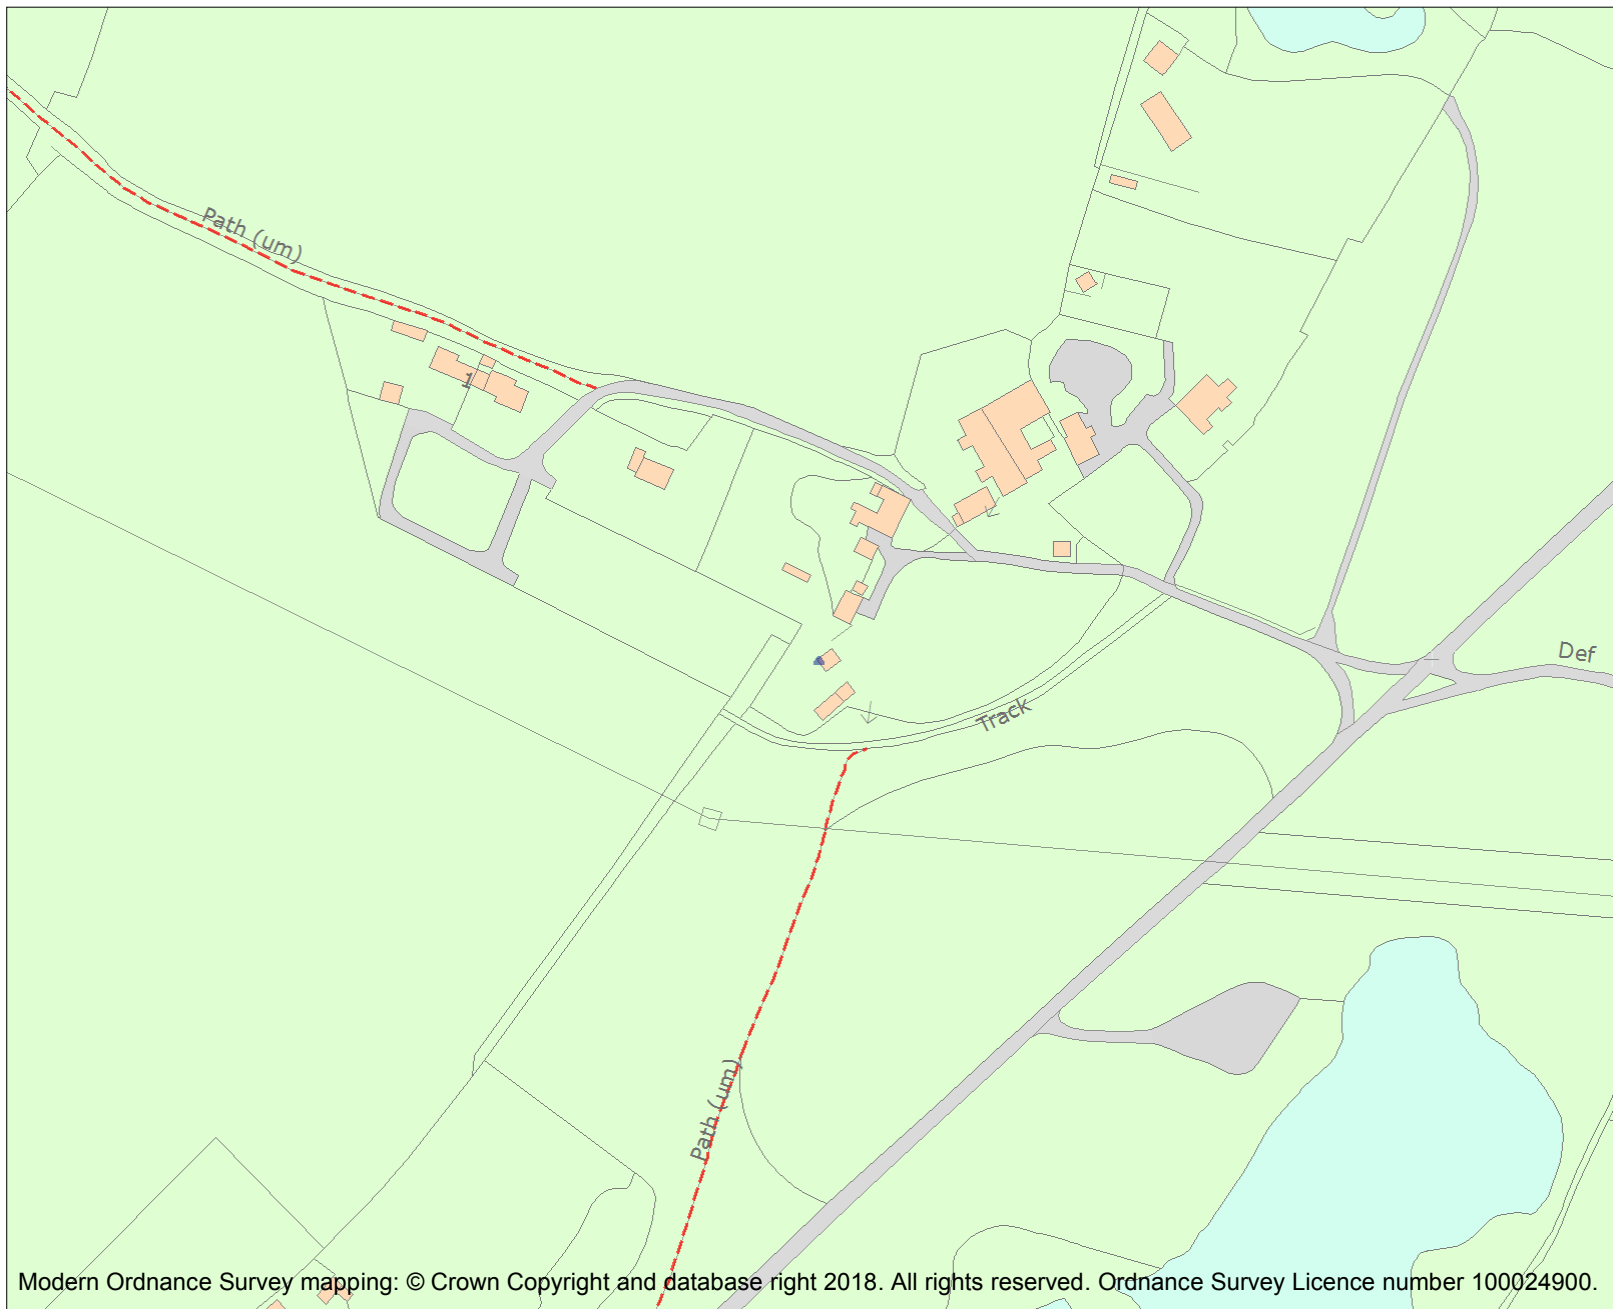 Path (um)
1
Def
Track
Path (um)
Modern Ordnance Survey mapping: © Crown Copyright and database right 2018. All rights reserved. Ordnance Survey Licence number 100024900.